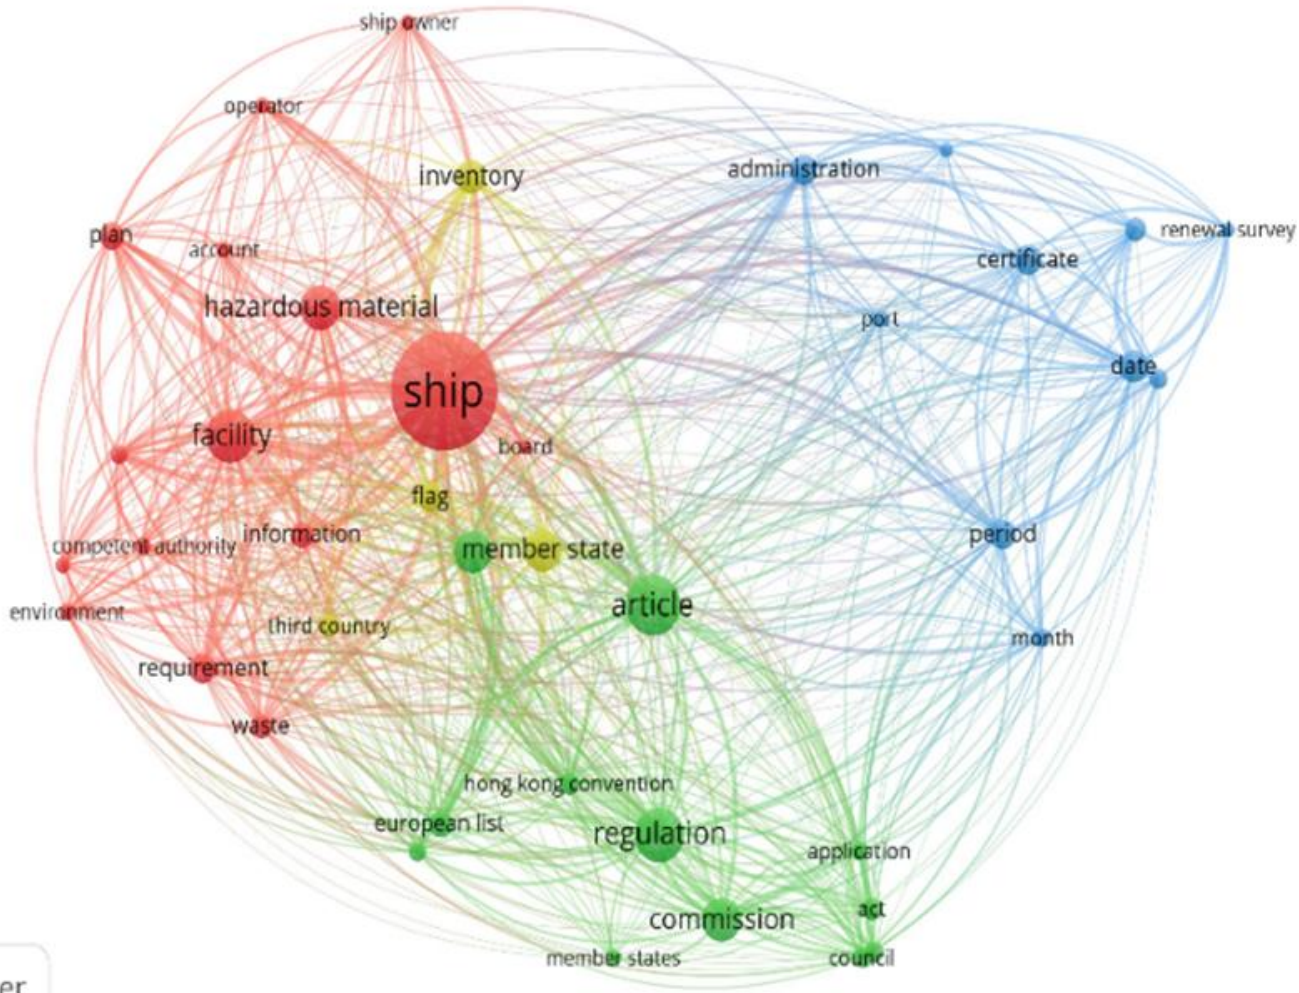 ship owner
operator
inventory
administration
plan
account
renewal survey
certificate
hazardous material
port
date
ship
facility
board
flag
information
competent authority
member state
period
environment
article
third country
month
requirement
waste
hong kong convention
european list
regulation
application
act
commission
member states
council
er